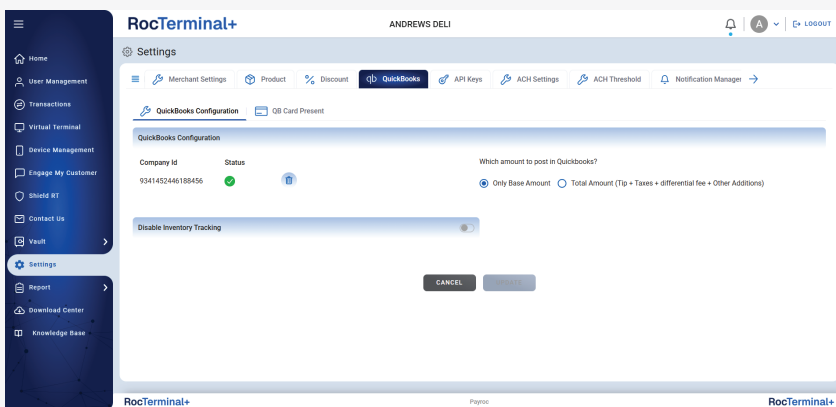 RocTerminal+
ANDREWS DELI
A
LOGOUT
Settings
Home
User Management
Transactions
Virtual Terminal
Device Management
Engage My Customer
Shield RT
Contact Us
Vault
Settings
Report
Download Center
Knowledge Base
Merchant Settings
Product
Discount
qb QuickBooks
API Keys
ACH Settings
ACH Threshold
Notification Manager
QuickBooks Configuration
QB Card Present
QuickBooks Configuration
Company Id Status
Which amount to post in Quickbooks?
9341452446188456
Only Base Amount
Total Amount (Tip + Taxes + differential fee + Other Additions)
Disable Inventory Tracking
CANCEL
UPDATE
RocTerminal+
Payroc
RocTerminal+